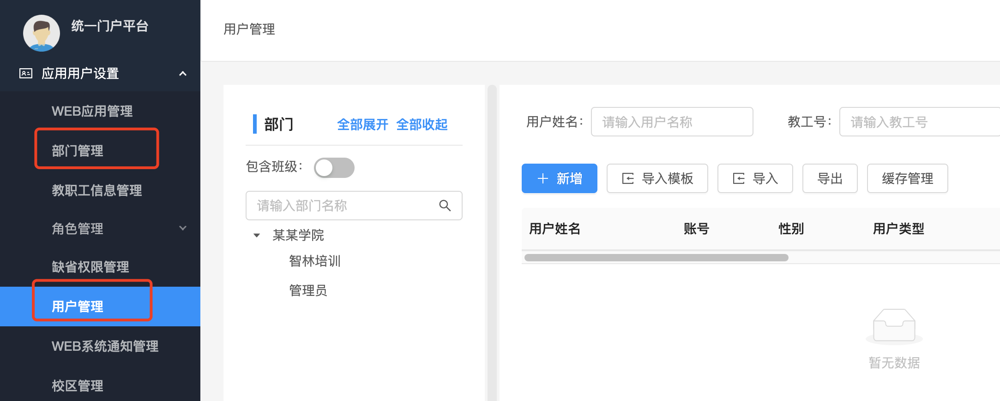 统一门户平台
应用用户设置
WEB应用管理
部门管理
教职工信息管理
角色管理
缺省权限管理
用户管理
WEB系统通知管理
校区管理
用户管理
部门 全部展开 全部收起
包含班级：
请输入部门名称
某某学院
智林培训
管理员
用户姓名： 请输入用户名称 教工号： 请输入教工号
新增 导入模板 导入 导出 缓存管理
用户姓名 账号 性别 用户类型
暂无数据